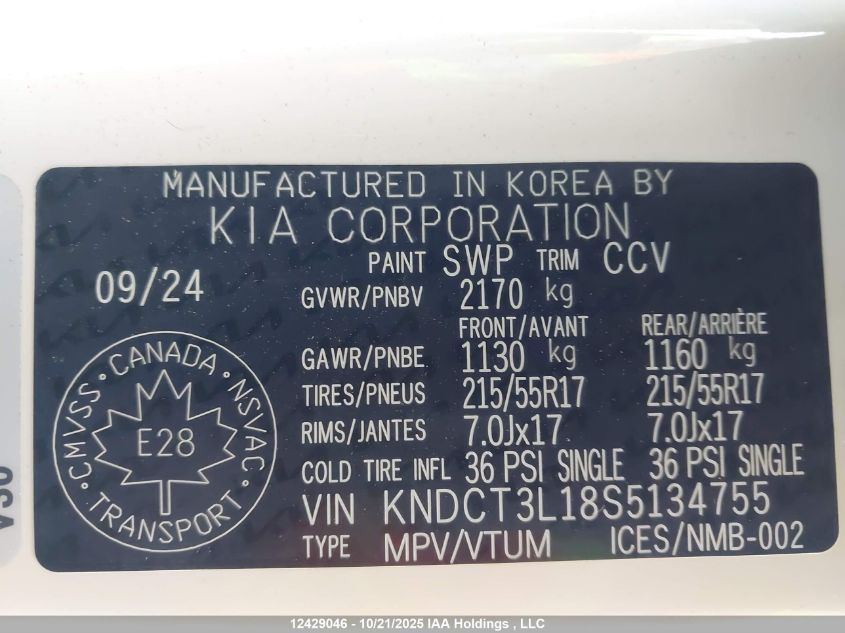 MANUFACTURED IN KOREA BY
KIA CORPORATION
PAINT SWP TRIM CCV
09/24
GVWR/PNBV 2170 kg
FRONT/AVANT REAR/ARRIÈRE
GAWR/PNBE 1130 kg 1160 kg
TIRES/PNEUS 215/55R17 215/55R17
RIMS/JANTES 7.0Jx17 7.0Jx17
COLD TIRE INFL 36 PSI SINGLE 36 PSI SINGLE
VIN KNDCT3L18S5134755
TYPE MPV/VTUM ICES/NMB-002
CMVSS · CANADA · NSVAC
E28
· TRANSPORT ·
12429046 - 10/21/2025 IAA Holdings , LLC